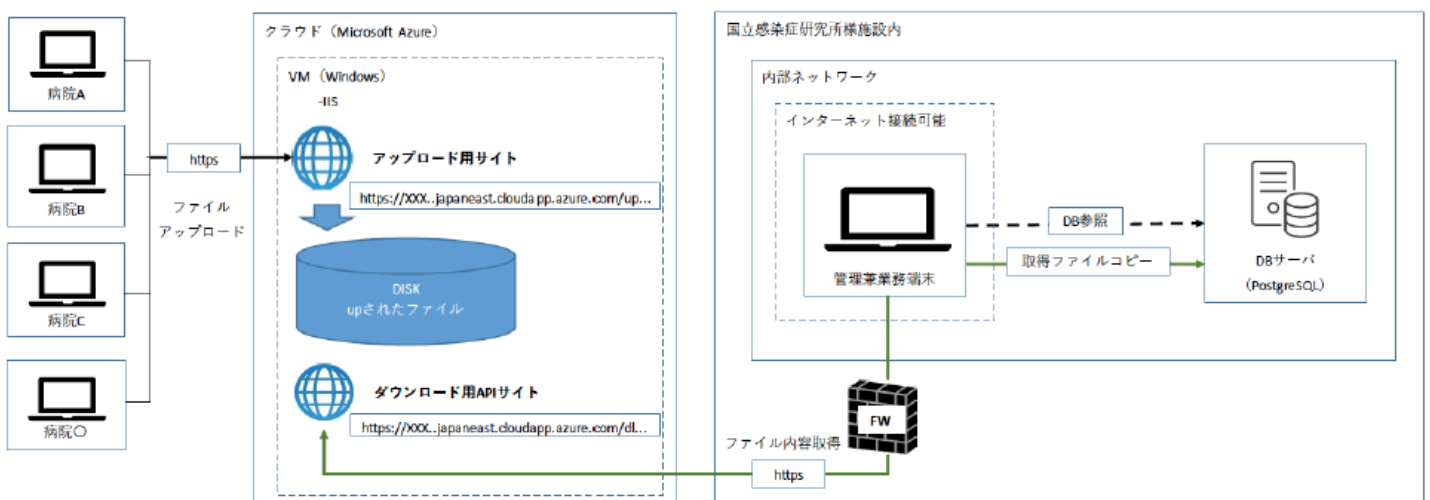 病院A
病院B
病院C
病院〇
https
ファイル
アップロード
クラウド（Microsoft Azure）
VM（Windows）
-IIS
アップロード用サイト
https://XXX..japaneast.cloudapp.azure.com/up...
DISK
upされたファイル
ダウンロード用APIサイト
https://XXX..japaneast.cloudapp.azure.com/dl...
国立感染症研究所様施設内
内部ネットワーク
インターネット接続可能
管理兼業務端末
DB参照
取得ファイルコピー
DBサーバ
（PostgreSQL）
FW
ファイル内容取得
https